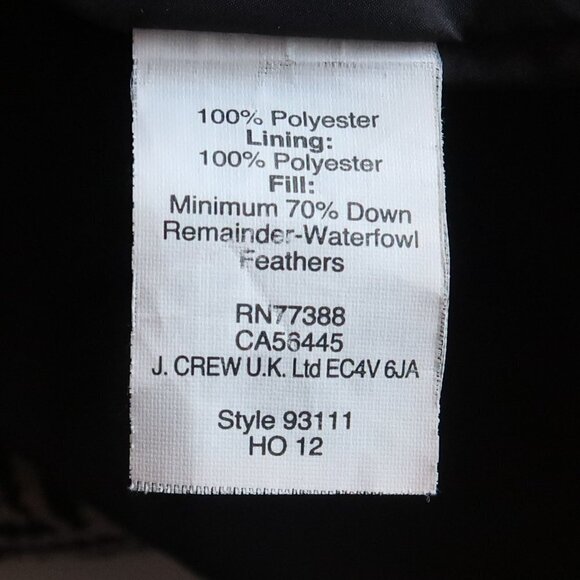 100% Polyester
Lining:
100% Polyester
Fill:
Minimum 70% Down
Remainder-Waterfowl
Feathers
RN77388
CA56445
J. CREW U.K. Ltd EC4V 6JA
Style 93111
HO 12